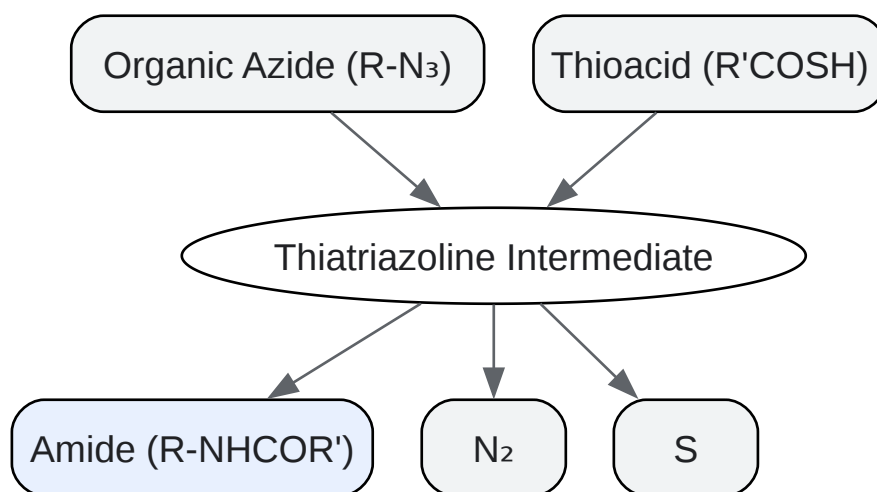 Organic Azide (R-N₃)
Thioacid (R'COSH)
Thiatriazoline Intermediate
Amide (R-NHCOR')
N₂
S